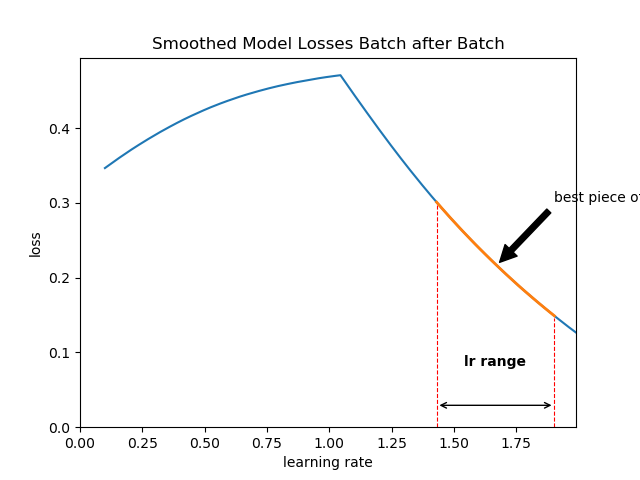 Smoothed Model Losses Batch after Batch
0.4
0.3
0.2
0.1
0.0
loss
best piece
lr range
0.00 0.25 0.50 0.75 1.00 1.25 1.50 1.75
learning rate